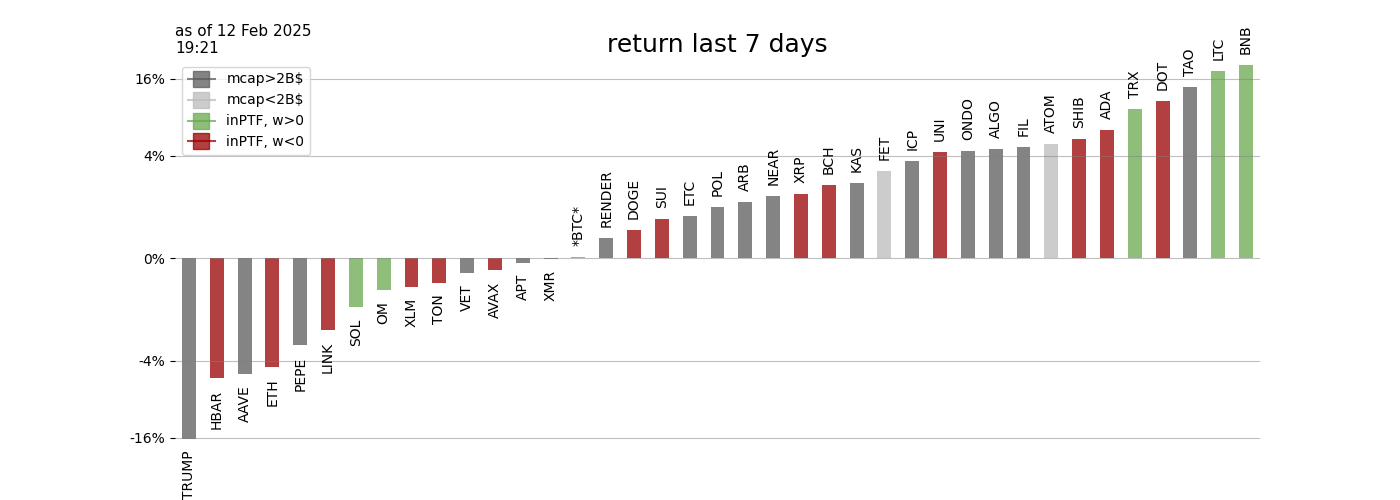 as of 12 Feb 2025
19:21
return last 7 days
mcap>2B$
mcap<2B$
inPTF, w>0
inPTF, w<0
16%
4%
0%
-4%
-16%
TRUMP
HBAR
AAVE
ETH
PEPE
LINK
SOL
OM
XLM
TON
VET
AVAX
APT
XMR
*BTC*
RENDER
DOGE
SUI
ETC
POL
ARB
NEAR
XRP
BCH
KAS
FET
ICP
UNI
ONDO
ALGO
FIL
ATOM
SHIB
ADA
TRX
DOT
TAO
LTC
BNB